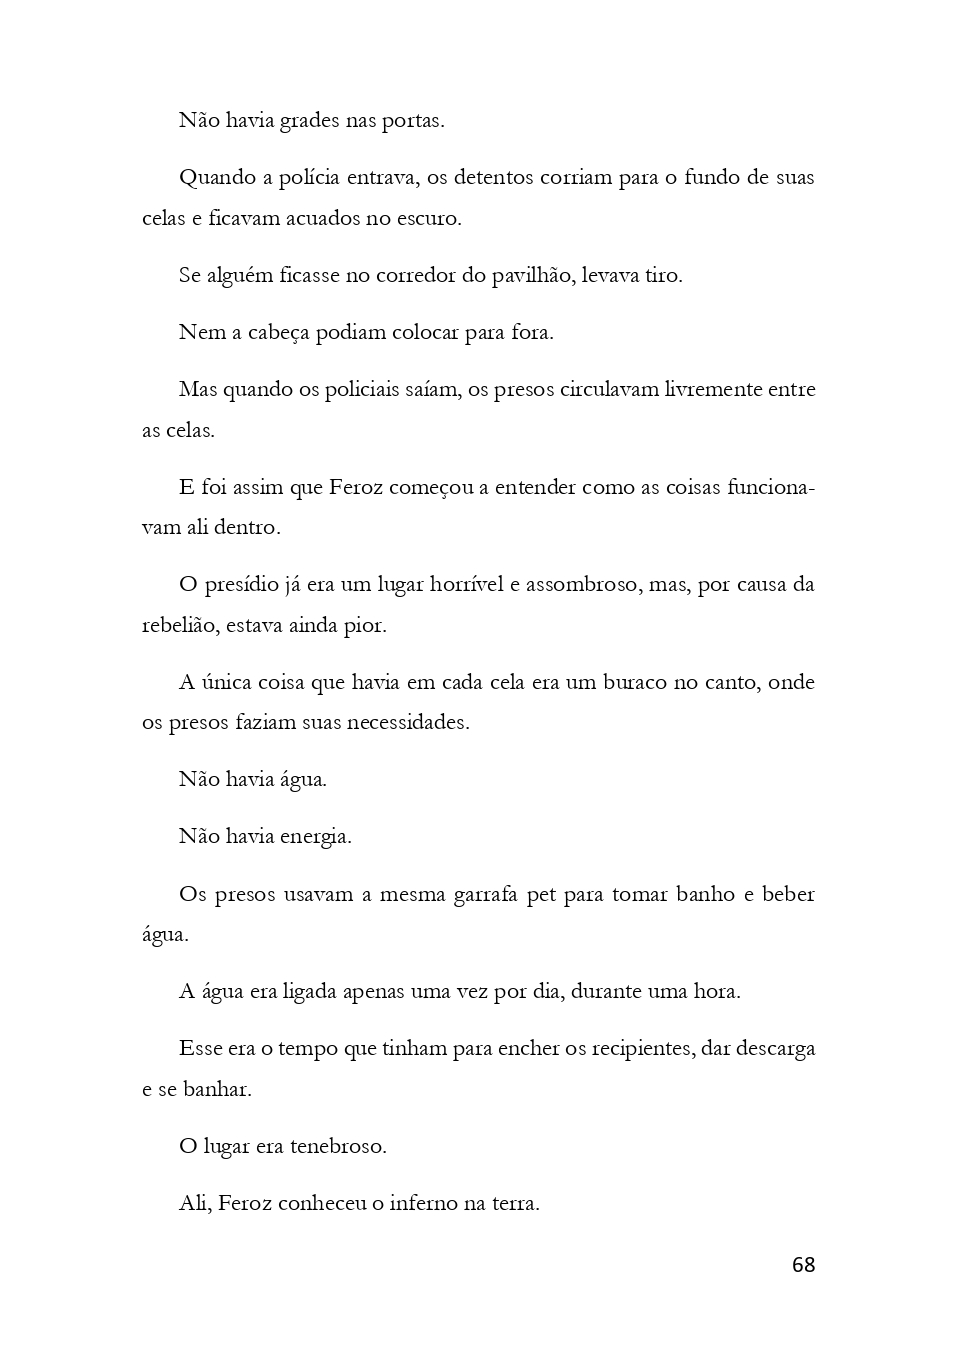 Não havia grades nas portas.
Quando a polícia entrava, os detentos corriam para o fundo de suas
celas e ficavam acuados no escuro.
Se alguém ficasse no corredor do pavilhão, levava tiro.
Nem a cabeça podiam colocar para fora.
Mas quando os policiais saíam, os presos circulavam livremente entre
as celas.
E foi assim que Feroz começou a entender como as coisas funciona-
vam ali dentro.
O presídio já era um lugar horrível e assombroso, mas, por causa da
rebelião, estava ainda pior.
A única coisa que havia em cada cela era um buraco no canto, onde
os presos faziam suas necessidades.
Não havia água.
Não havia energia.
Os presos usavam a mesma garrafa pet para tomar banho e beber
água.
A água era ligada apenas uma vez por dia, durante uma hora.
Esse era o tempo que tinham para encher os recipientes, dar descarga
e se banhar.
O lugar era tenebroso.
Ali, Feroz conheceu o inferno na terra.
68